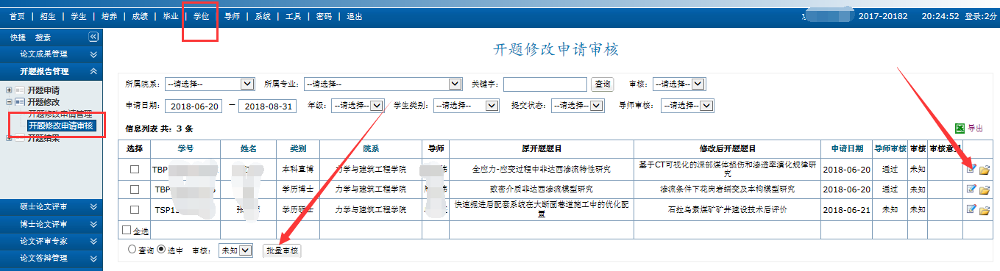 首页 | 招生 | 学生 | 培养 | 成绩 | 毕业 | 学位 | 导师 | 系统 | 工具 | 密码 | 退出 2017-20182 20:24:52 登录:2分
快捷 搜索
论文成果管理
开题报告管理
开题申请
开题修改
开题修改申请管理
开题修改申请审核
开题结果
硕士论文评审
博士论文评审
论文评审专家
论文答辩管理
开题修改申请审核
所属院系: --请选择-- 所属专业: --请选择-- 关键字: 查询 审核: --请选择--
申请日期: 2018-06-20 — 2018-08-31 年级: --请选择-- 学生类别: --请选择-- 提交状态: --请选择-- 导师审核: --请选择--
信息列表 共: 3 条 导出
选择 学号 姓名 类别 院系 导师 原开题题目 修改后开题题目 申请日期 导师审核 审核 审核意见
TBP 本科直博 力学与建筑工程学院 全应力-应变过程中非达西渗流特性研究 基于CT可视化的深部煤体损伤和渗透率演化规律研究 2018-06-20 通过 未知
TBP 学历博士 力学与建筑工程学院 致密介质非达西渗流模型研究 渗流条件下花岗岩蠕变及本构模型研究 2018-06-20 通过 未知
TSP1 学历硕士 力学与建筑工程学院 快速掘进后配套系统在大断面巷道施工中的优化配置 石拉乌素煤矿矿井建设技术后评价 2018-06-21 未知 未知
全选
查询 选中 审核: 未知 批量审核